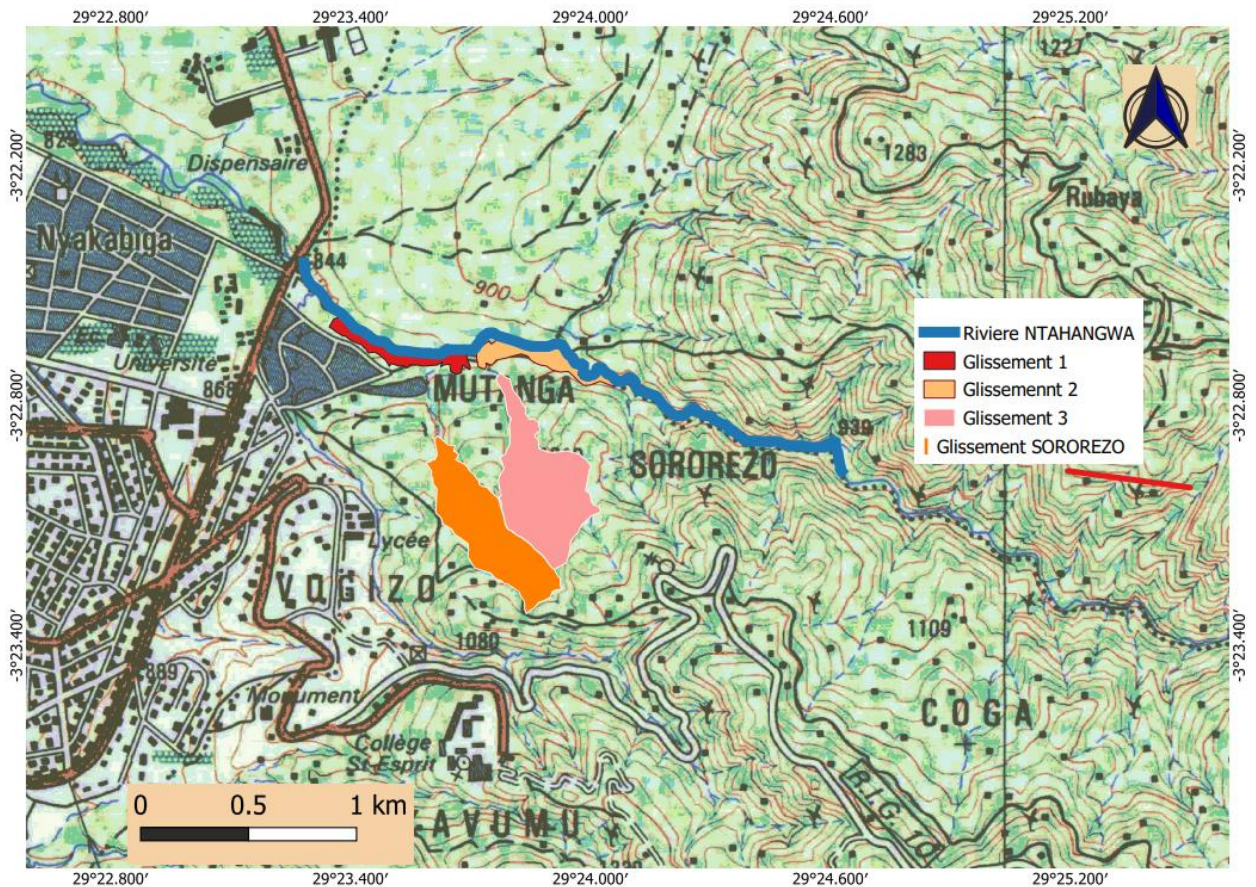 29°22.800′ 29°23.400′ 29°24.000′ 29°24.600′ 29°25.200′
1227
-3°22.200′
-3°22.200′
Dispensaire
1283
Rubaya
Nyakabiga
844
900
Riviere NTAHANGWA
Glissement 1
Glissemennt 2
Glissement 3
Glissement SOROREZO
Université
868
-3°22.800′
-3°22.800′
MUTANGA
939
SOROREZO
Lycée
VOGIZO
1080
1109
-3°23.400′
-3°23.400′
889
Monument
COGA
Collège
St-Esprit
R.I.G. 10
0 0.5 1 km
AVUMU
29°22.800′ 29°23.400′ 29°24.000′ 29°24.600′ 29°25.200′